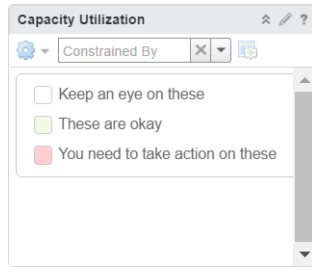 Capacity Utilization ?
Constrained By
Keep an eye on these
These are okay
You need to take action on these